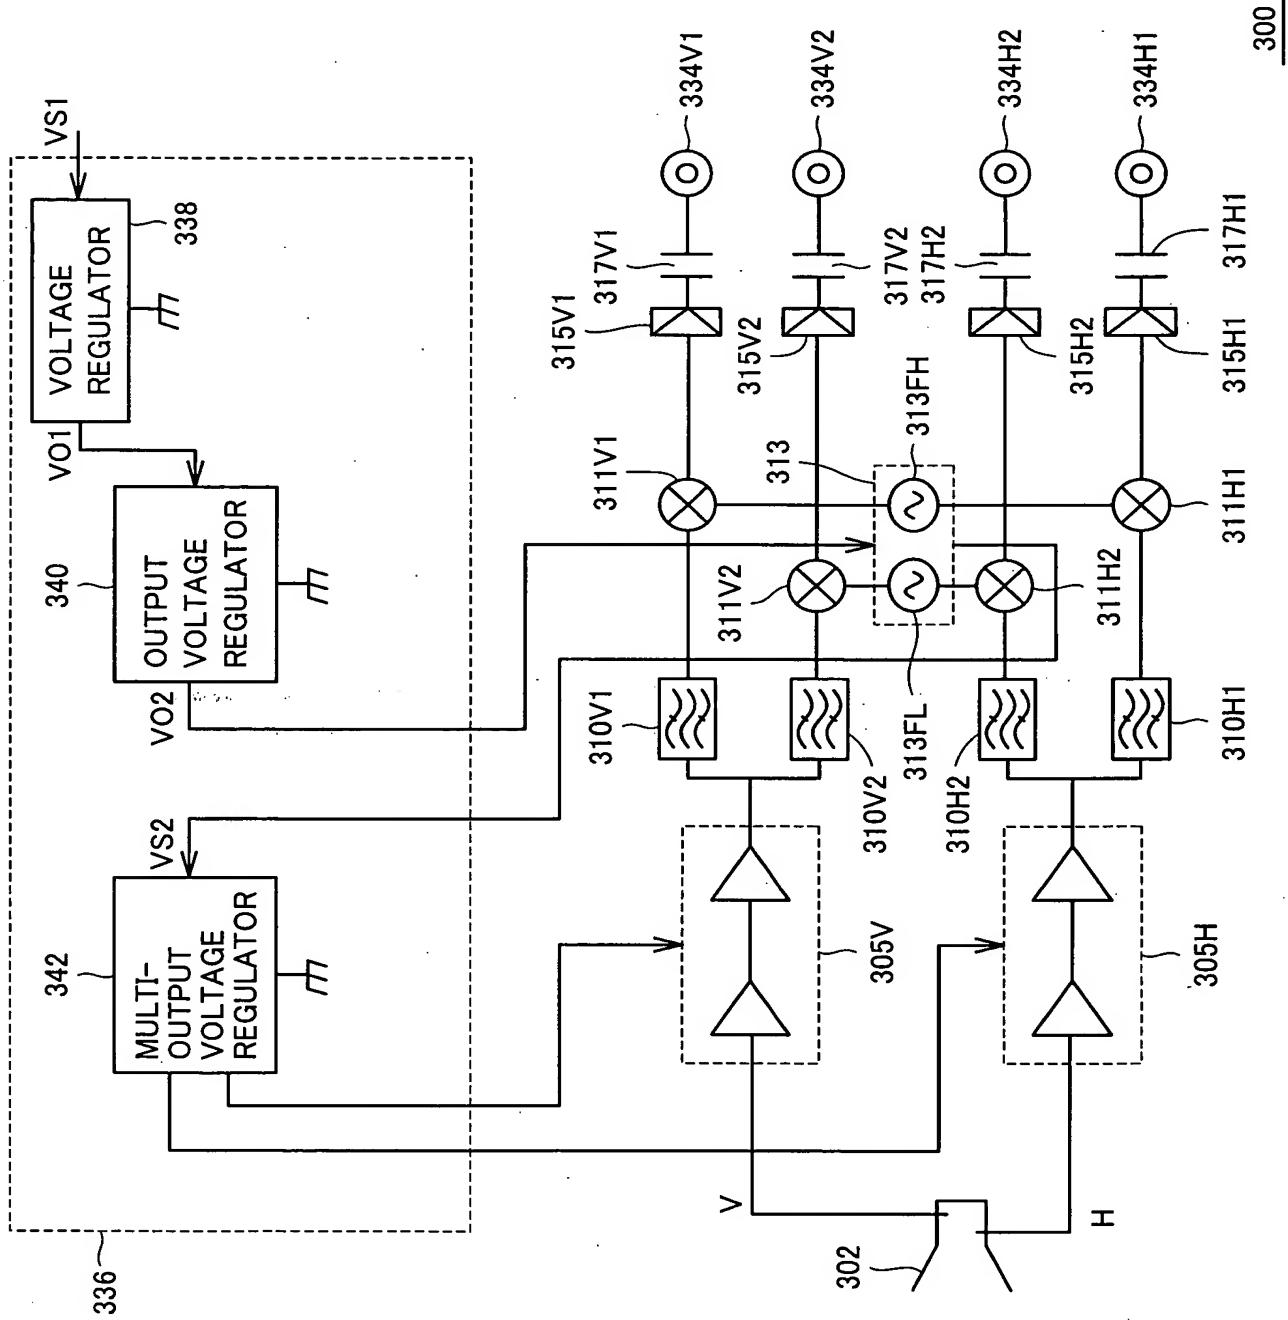 300
336
342
MULTI-
OUTPUT
VOLTAGE
REGULATOR
VS2
340
OUTPUT
VOLTAGE
REGULATOR
VO2
VO1
VOLTAGE
REGULATOR
338
VS1
302
V
H
305V
305H
310V1
310V2
310H2
310H1
311V1
311V2
311H2
311H1
313
313FL
313FH
315V1
315V2
315H2
315H1
317V1
317V2
317H2
317H1
334V1
334V2
334H2
334H1